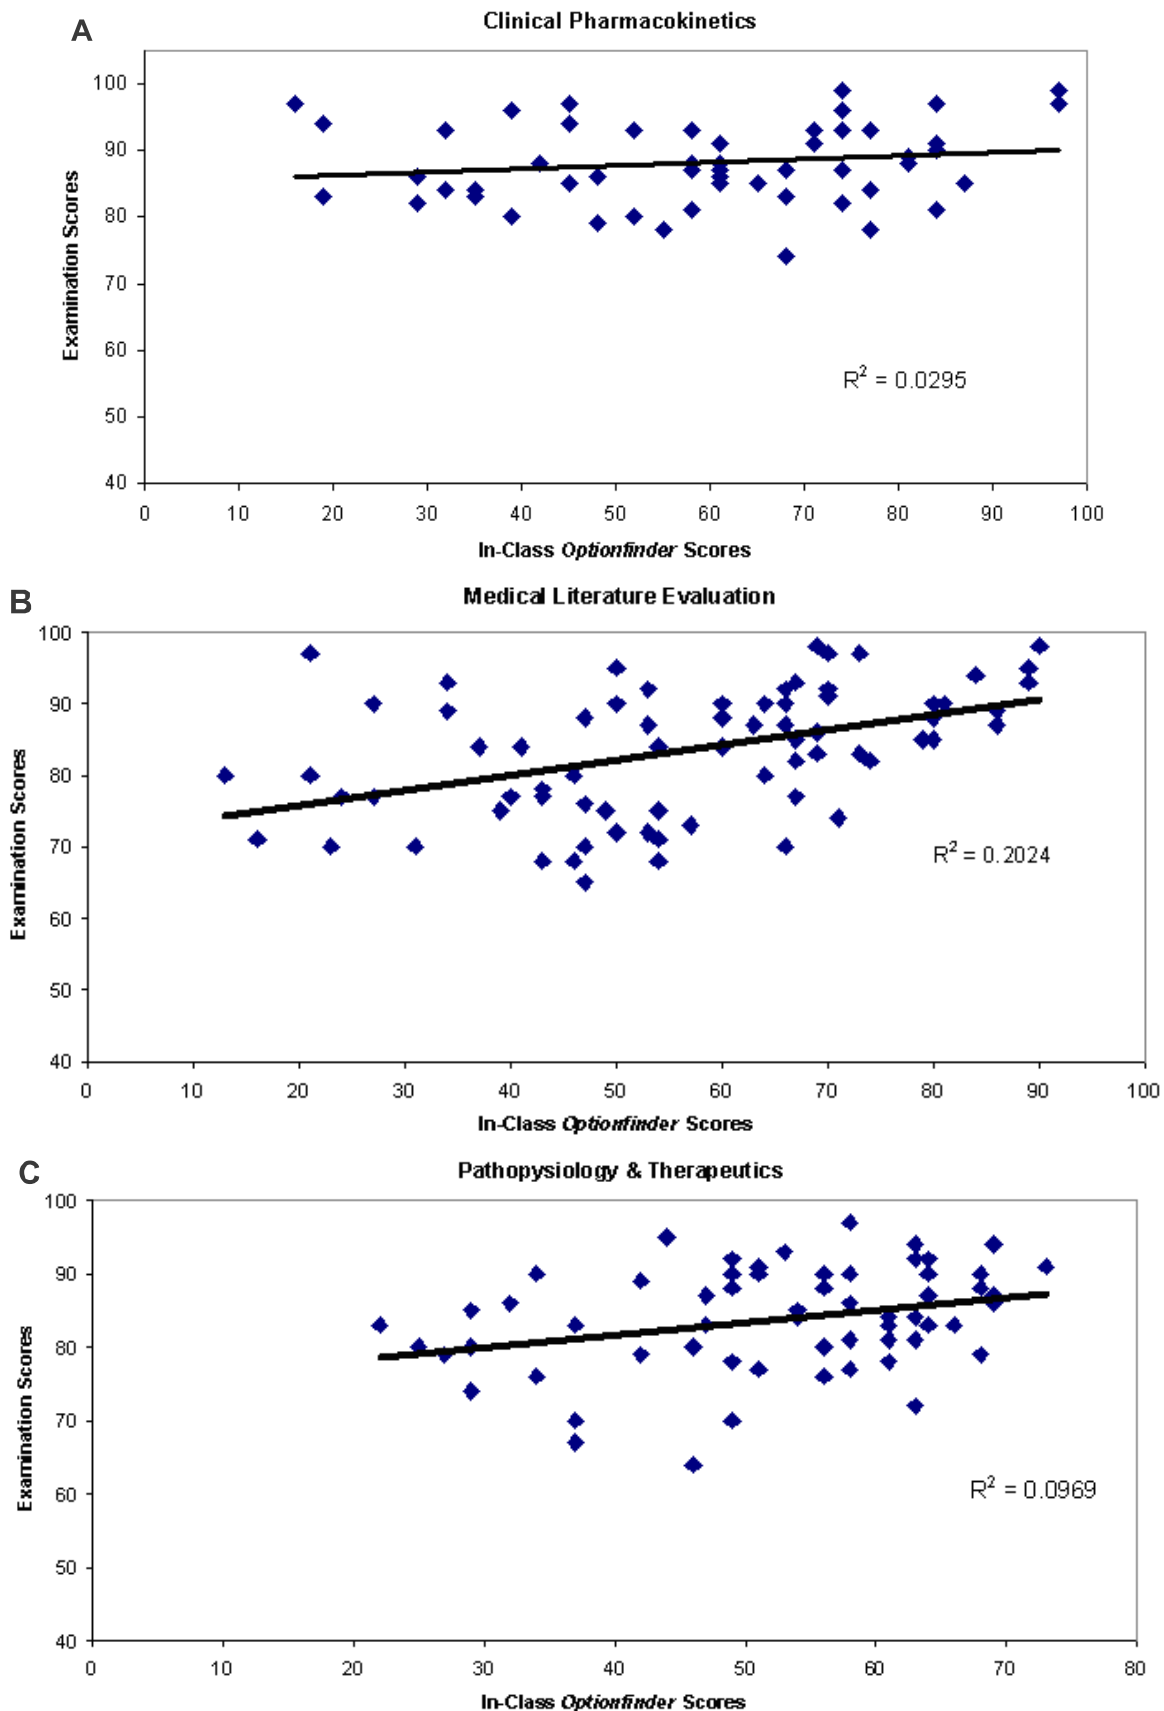 A
Clinical Pharmacokinetics
100
90
80
70
60
50
40
Examination Scores
R² = 0.0295
0 10 20 30 40 50 60 70 80 90 100
In-Class Optionfinder Scores
B
Medical Literature Evaluation
100
90
80
70
60
50
40
Examination Scores
R² = 0.2024
0 10 20 30 40 50 60 70 80 90 100
In-Class Optionfinder Scores
C
Pathopysiology & Therapeutics
100
90
80
70
60
50
40
Examination Scores
R² = 0.0969
0 10 20 30 40 50 60 70 80
In-Class Optionfinder Scores